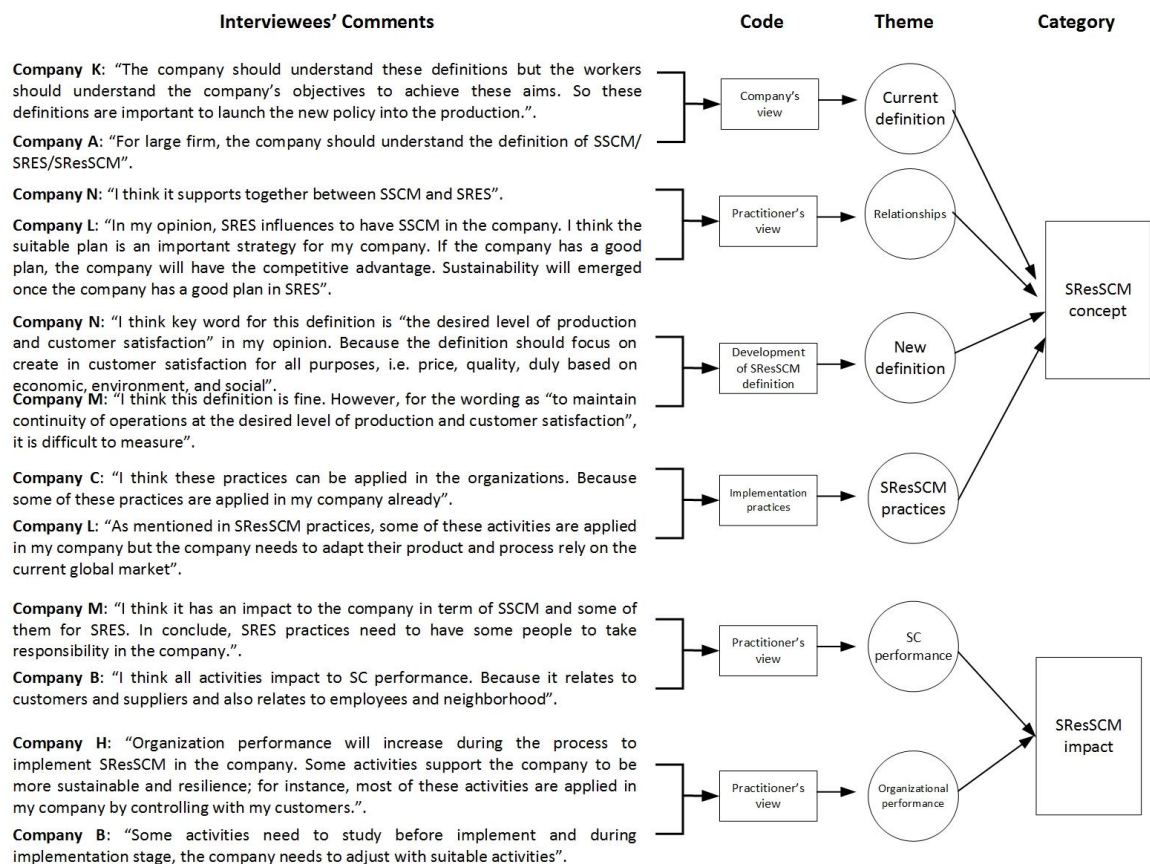 Interviewees' Comments
Code
Theme
Category
Company K: “The company should understand these definitions but the workers
should understand the company's objectives to achieve these aims. So these
definitions are important to launch the new policy into the production.”.
Company A: “For large firm, the company should understand the definition of SSCM/
SRES/SResSCM”.
Company's
view
Current
definition
Company N: “I think it supports together between SSCM and SRES”.
Company L: “In my opinion, SRES influences to have SSCM in the company. I think the
suitable plan is an important strategy for my company. If the company has a good
plan, the company will have the competitive advantage. Sustainability will emerged
once the company has a good plan in SRES”.
Practitioner's
view
Relationships
Company N: “I think key word for this definition is “the desired level of production
and customer satisfaction” in my opinion. Because the definition should focus on
create in customer satisfaction for all purposes, i.e. price, quality, duly based on
economic, environment, and social”.
Company M: “I think this definition is fine. However, for the wording as “to maintain
continuity of operations at the desired level of production and customer satisfaction”,
it is difficult to measure”.
Development
of SResSCM
definition
New
definition
Company C: “I think these practices can be applied in the organizations. Because
some of these practices are applied in my company already”.
Company L: “As mentioned in SResSCM practices, some of these activities are applied
in my company but the company needs to adapt their product and process rely on the
current global market”.
Implementation
practices
SResSCM
practices
SResSCM
concept
Company M: “I think it has an impact to the company in term of SSCM and some of
them for SRES. In conclude, SRES practices need to have some people to take
responsibility in the company.”.
Company B: “I think all activities impact to SC performance. Because it relates to
customers and suppliers and also relates to employees and neighborhood”.
Practitioner's
view
SC
performance
Company H: “Organization performance will increase during the process to
implement SResSCM in the company. Some activities support the company to be
more sustainable and resilience; for instance, most of these activities are applied in
my company by controlling with my customers.”.
Company B: “Some activities need to study before implement and during
implementation stage, the company needs to adjust with suitable activities”.
Practitioner's
view
Organizational
performance
SResSCM
impact